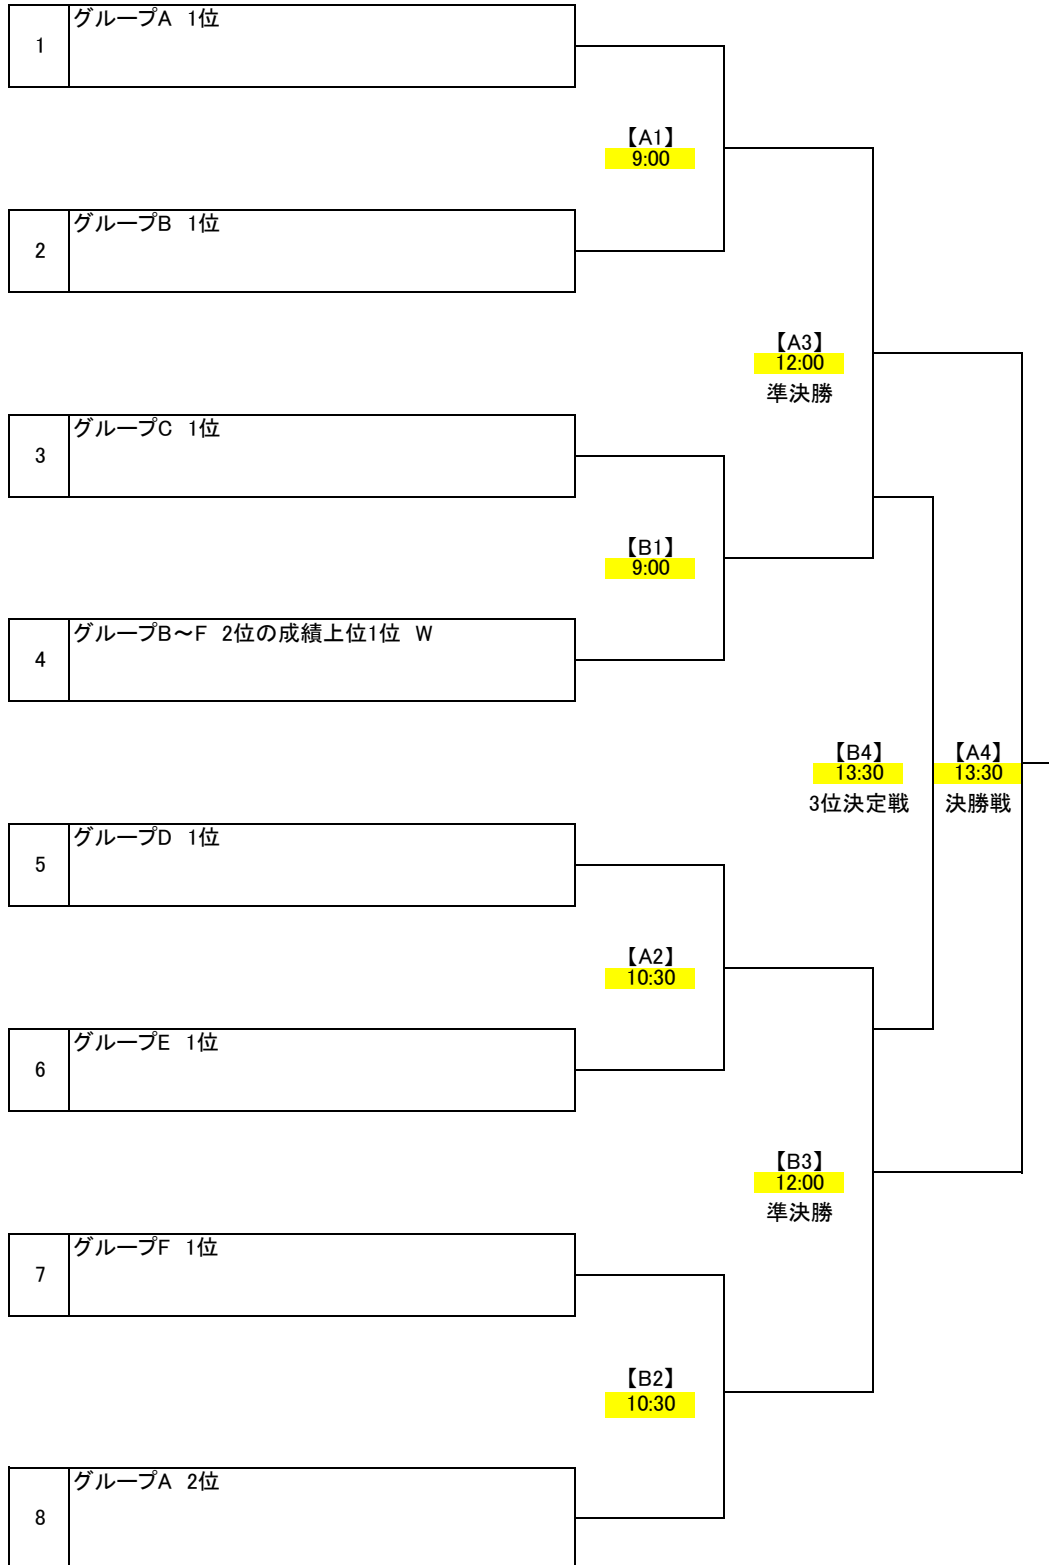 グループA 1位
1
【A1】
9:00
グループB 1位
2
【A3】
12:00
準決勝
グループC 1位
3
【B1】
9:00
グループB～F 2位の成績上位1位 W
4
【B4】
13:30
3位決定戦
【A4】
13:30
決勝戦
グループD 1位
5
【A2】
10:30
グループE 1位
6
【B3】
12:00
準決勝
グループF 1位
7
【B2】
10:30
グループA 2位
8